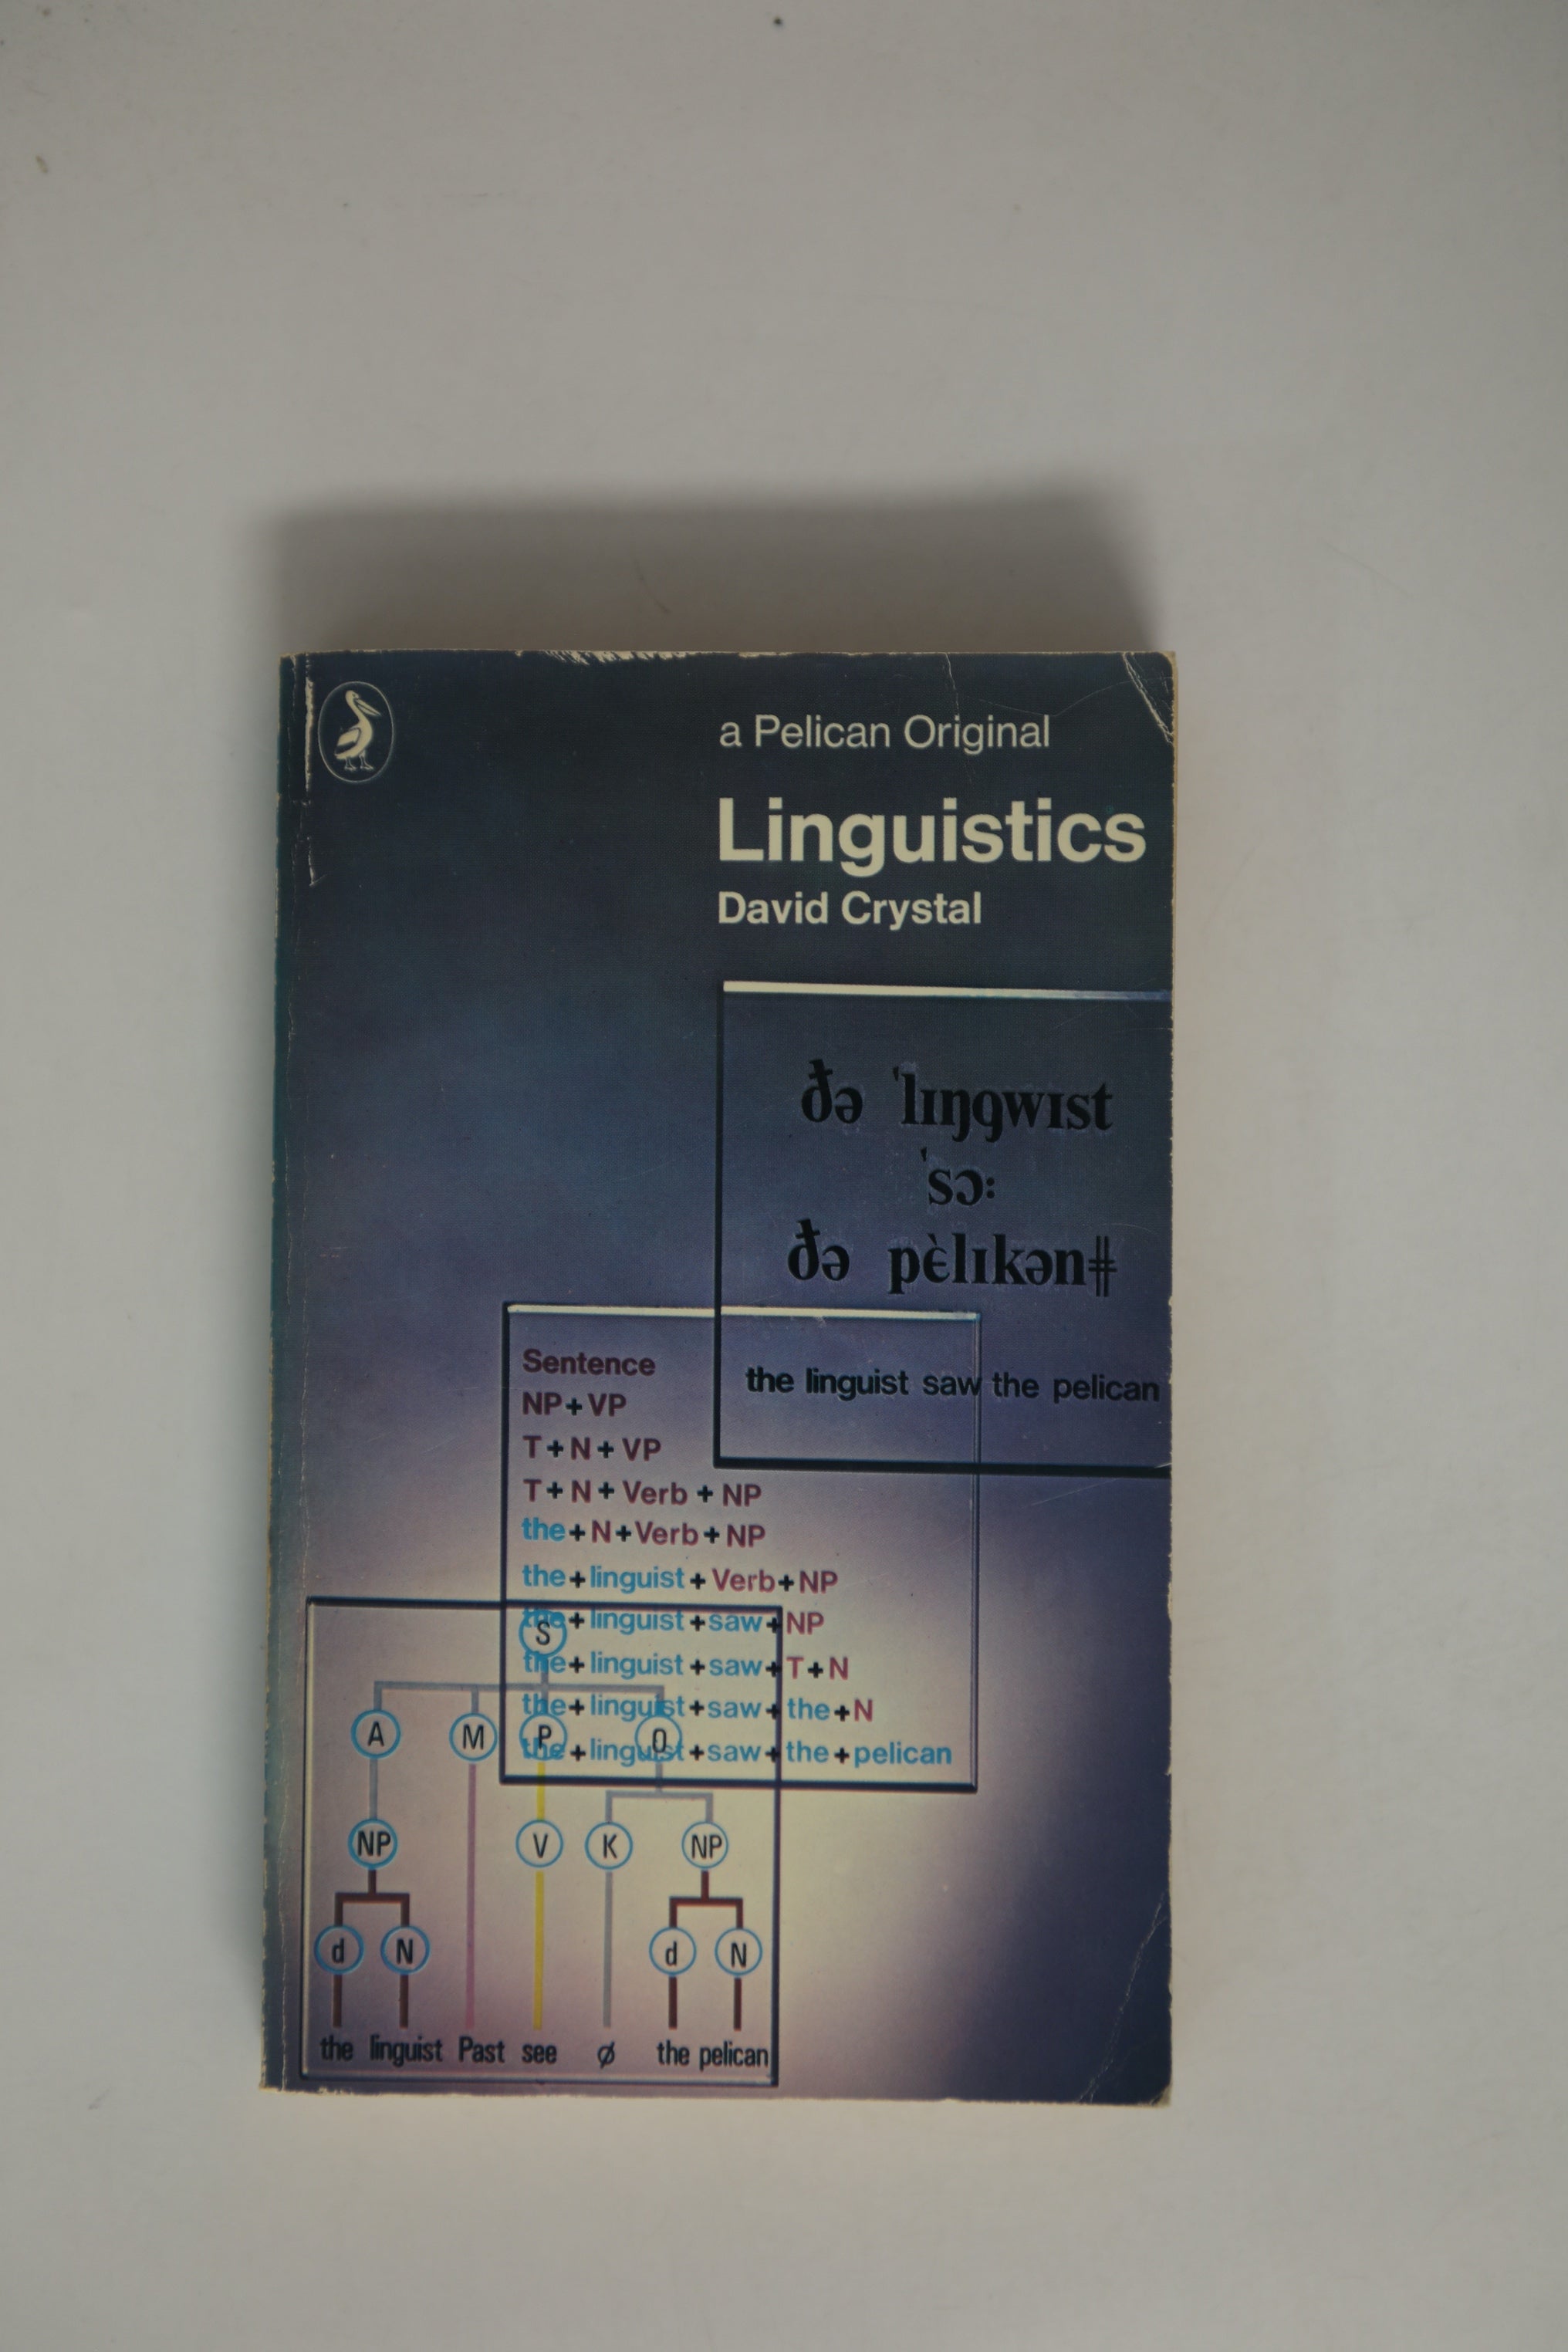 a Pelican Original
Linguistics
David Crystal
ðə ˈlɪŋgwɪst
ˈsɔː
ðə pɛ̀lɪkən⧧
the linguist saw the pelican
Sentence
NP+VP
T+N+VP
T+N+Verb+NP
the+N+Verb+NP
the+linguist+Verb+NP
the+linguist+saw+NP
the+linguist+saw+T+N
the+linguist+saw+the+N
the+linguist+saw+the+pelican
S
A M P O
NP V K NP
d N d N
the linguist Past see ø the pelican